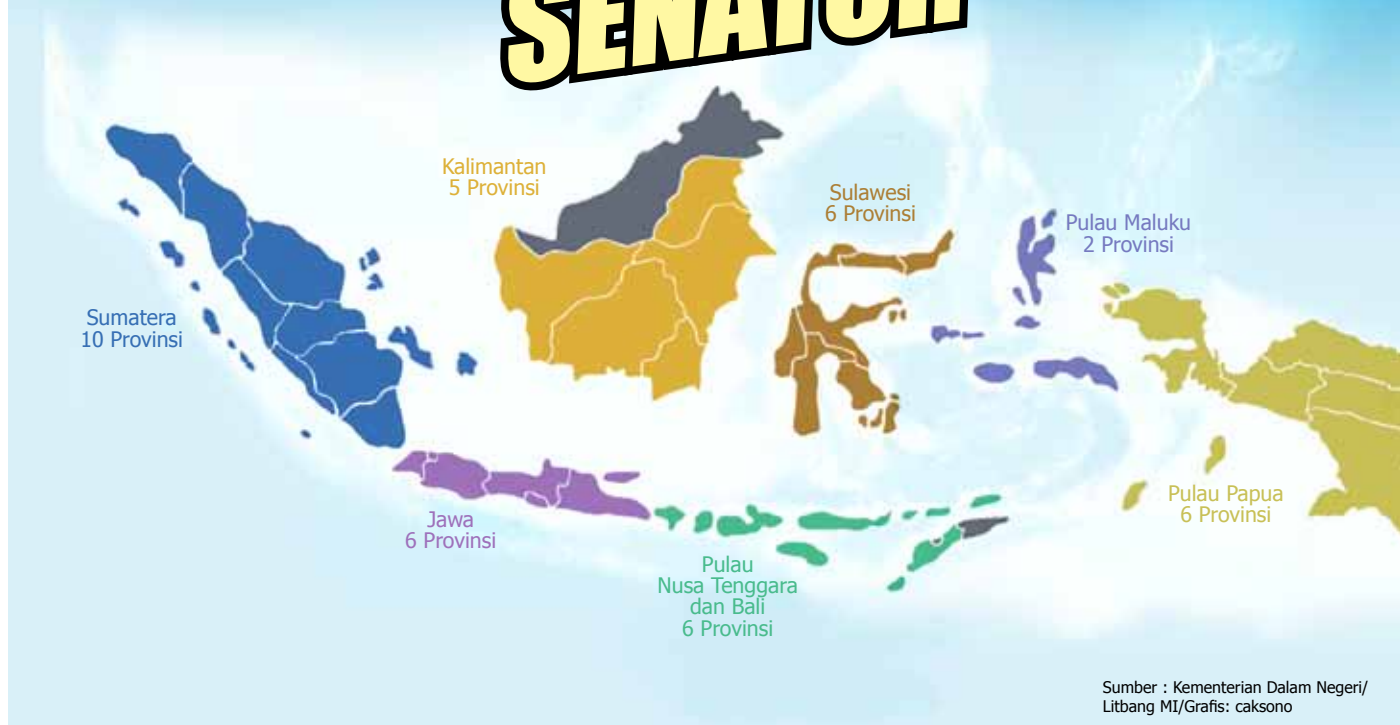 SENATOR
Kalimantan
5 Provinsi
Sulawesi
6 Provinsi
Pulau Maluku
2 Provinsi
Sumatera
10 Provinsi
Jawa
6 Provinsi
Pulau
Nusa Tenggara
dan Bali
6 Provinsi
Pulau Papua
6 Provinsi
Sumber : Kementerian Dalam Negeri/
Litbang MI/Grafis: caksono